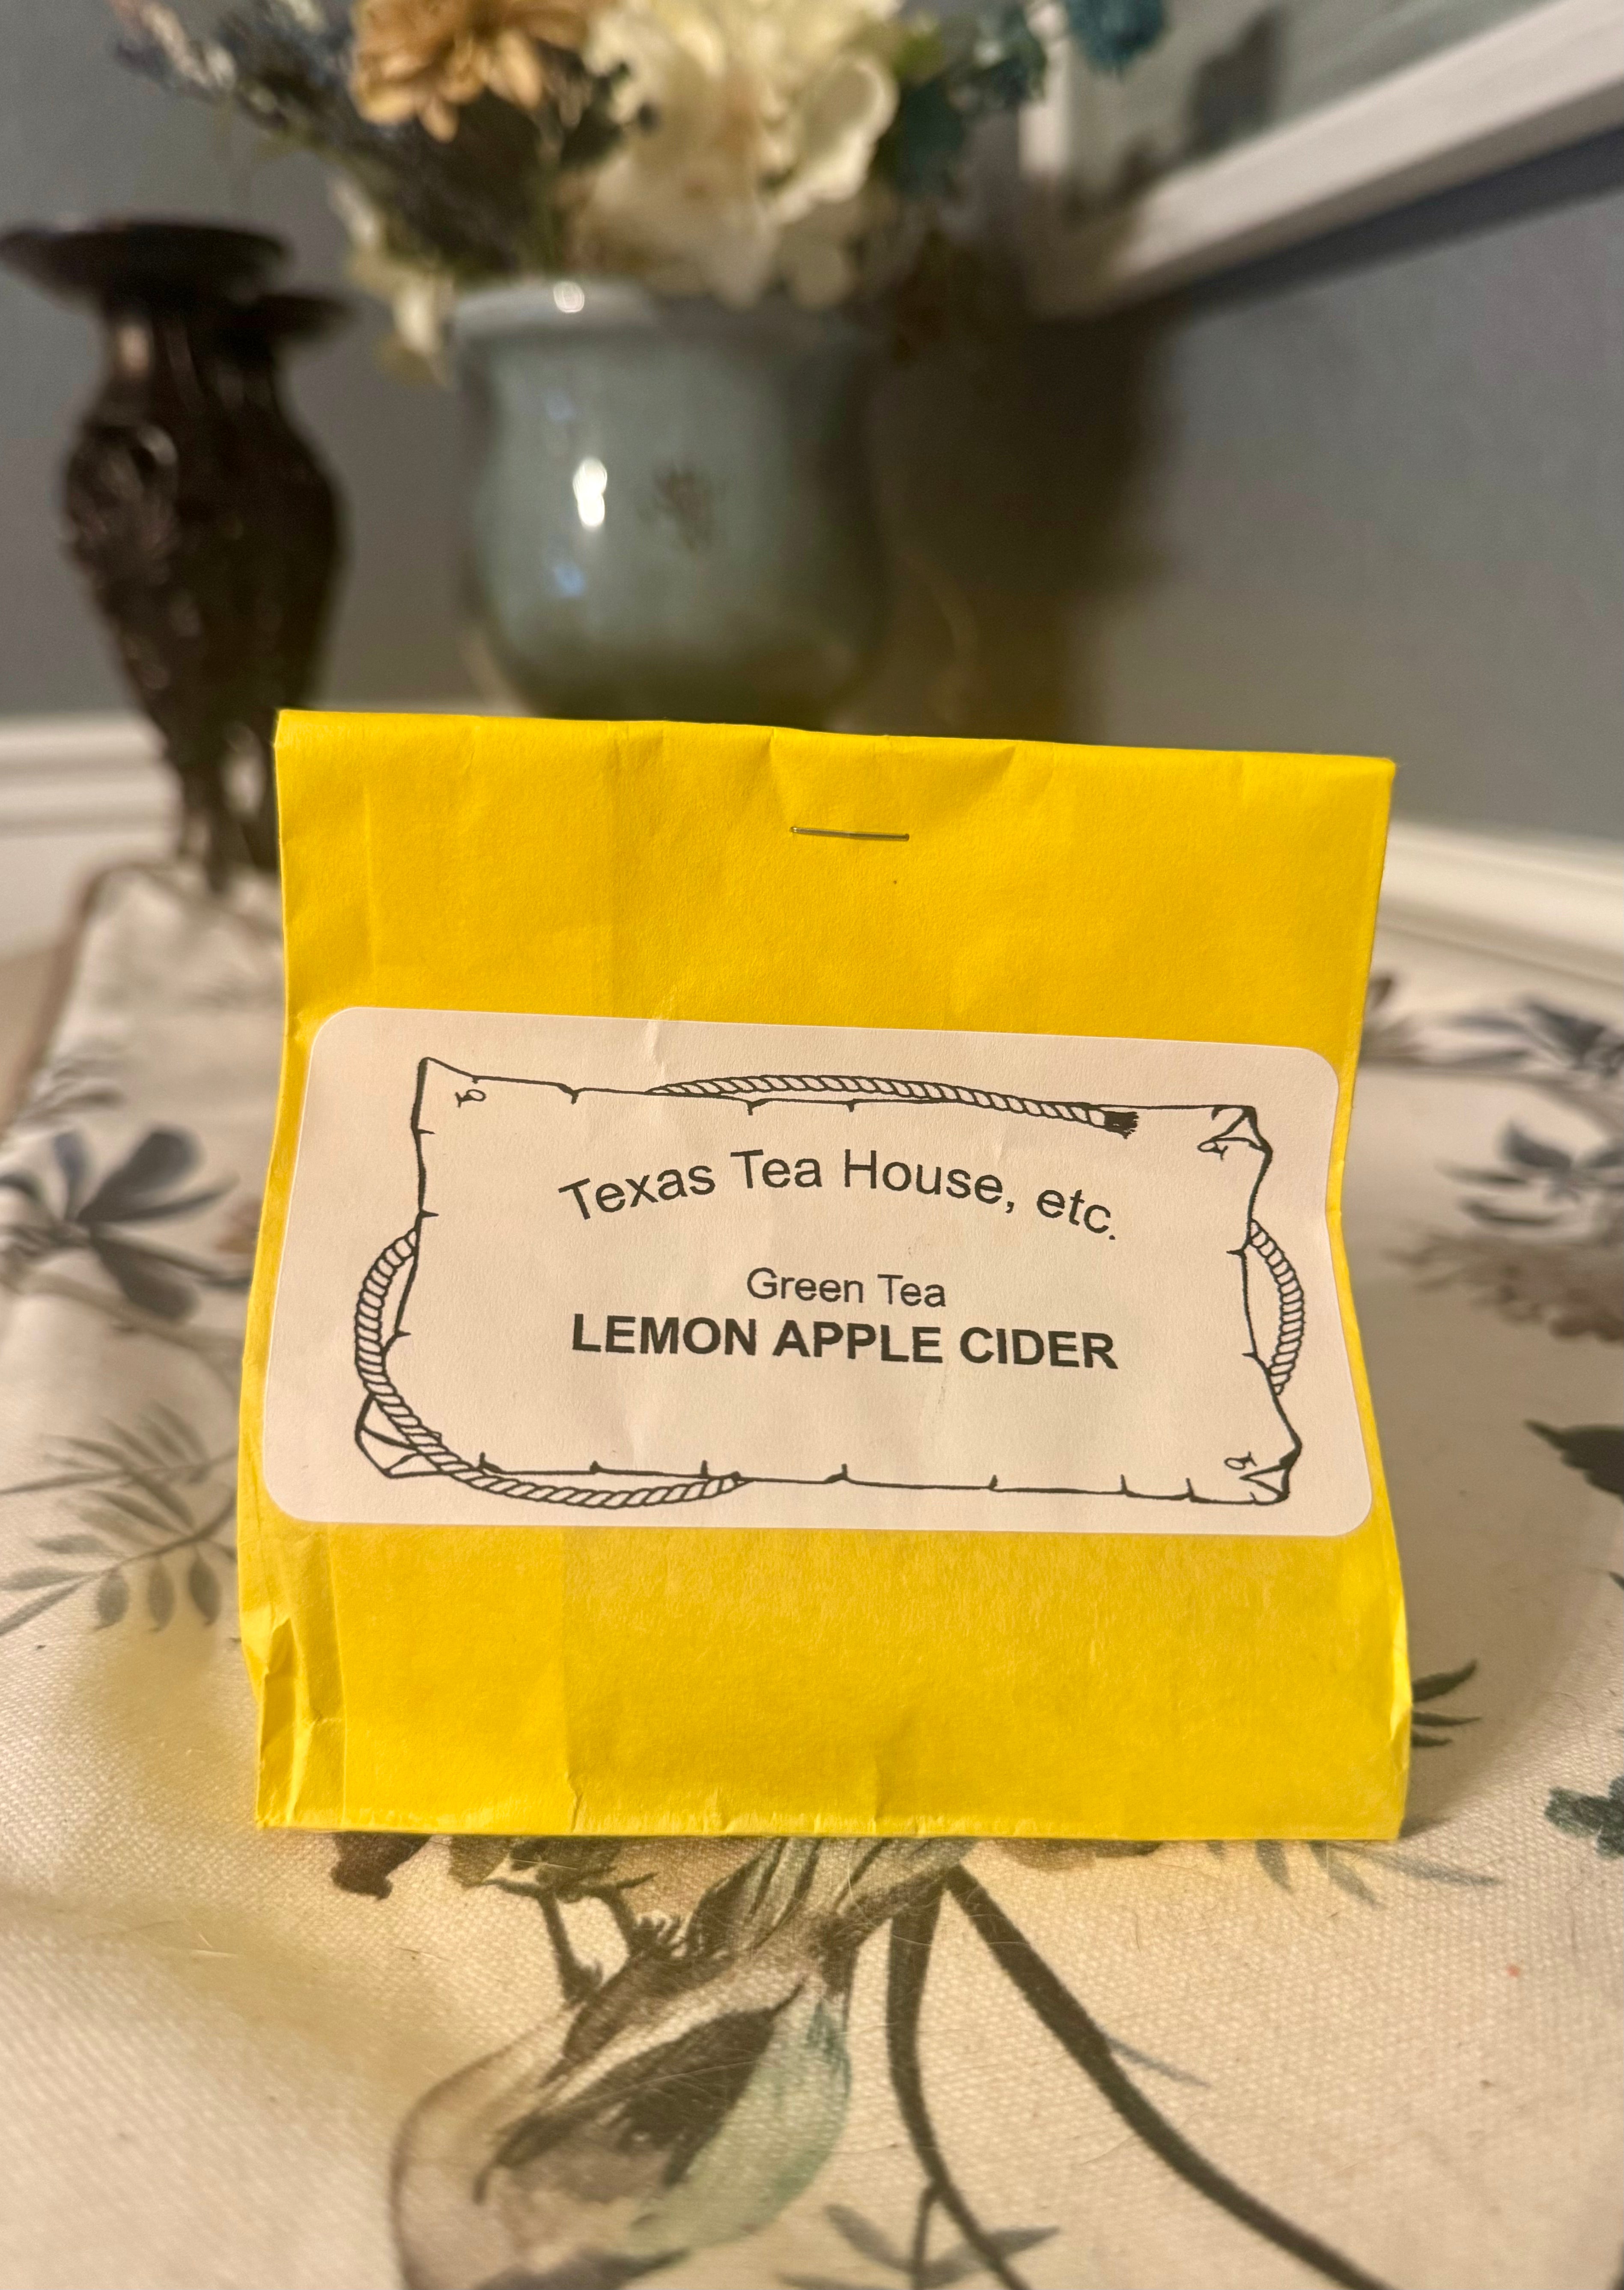 Texas Tea House, etc.
Green Tea
LEMON APPLE CIDER